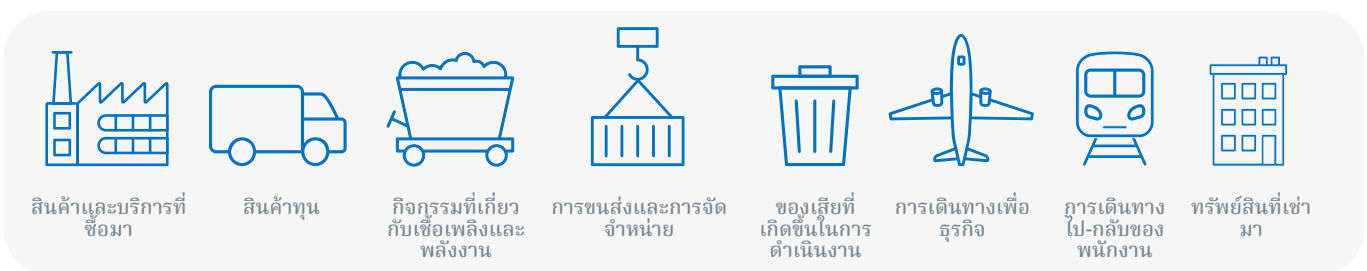 สินค้าและบริการที่
ซื้อมา
สินค้าทุน
กิจกรรมที่เกี่ยว
กับเชื้อเพลิงและ
พลังงาน
การขนส่งและการจัด
จำหน่าย
ของเสียที่
เกิดขึ้นในการ
ดำเนินงาน
การเดินทางเพื่อ
ธุรกิจ
การเดินทาง
ไป-กลับของ
พนักงาน
ทรัพย์สินที่เช่า
มา